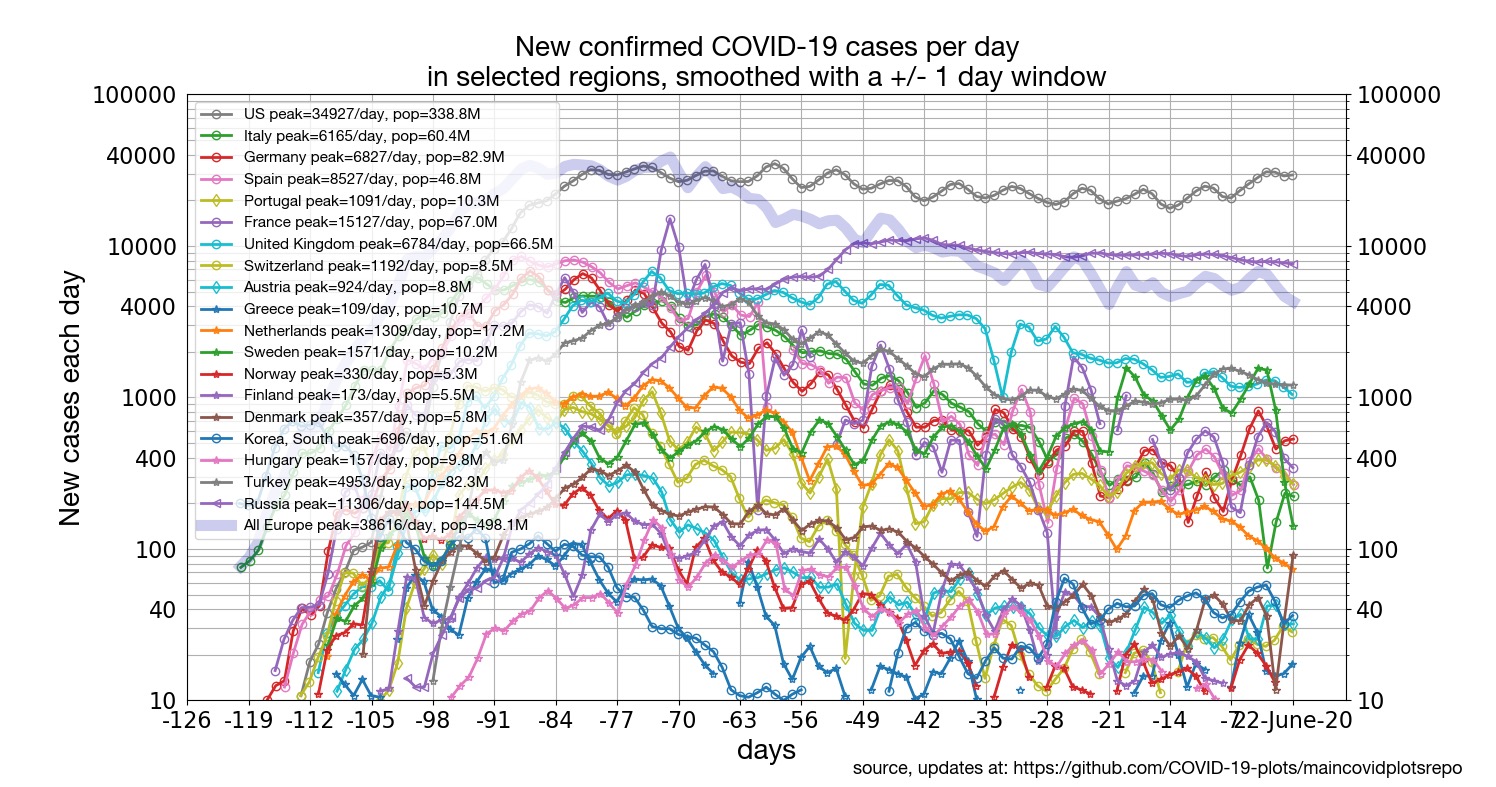 New confirmed COVID-19 cases per day
in selected regions, smoothed with a +/- 1 day window
100000
40000
10000
4000
1000
400
100
40
10
New cases each day
US peak=34927/day, pop=338.8M
Italy peak=6165/day, pop=60.4M
Germany peak=6827/day, pop=82.9M
Spain peak=8527/day, pop=46.8M
Portugal peak=1091/day, pop=10.3M
France peak=15127/day, pop=67.0M
United Kingdom peak=6784/day, pop=66.5M
Switzerland peak=1192/day, pop=8.5M
Austria peak=924/day, pop=8.8M
Greece peak=109/day, pop=10.7M
Netherlands peak=1309/day, pop=17.2M
Sweden peak=1571/day, pop=10.2M
Norway peak=330/day, pop=5.3M
Finland peak=173/day, pop=5.5M
Denmark peak=357/day, pop=5.8M
Korea, South peak=696/day, pop=51.6M
Hungary peak=157/day, pop=9.8M
Turkey peak=4953/day, pop=82.3M
Russia peak=11306/day, pop=144.5M
All Europe peak=38616/day, pop=498.1M
100000
40000
10000
4000
1000
400
100
40
10
-126 -119 -112 -105 -98 -91 -84 -77 -70 -63 -56 -49 -42 -35 -28 -21 -14 -7 22-June-20
days
source, updates at: https://github.com/COVID-19-plots/maincovidplotsrepo